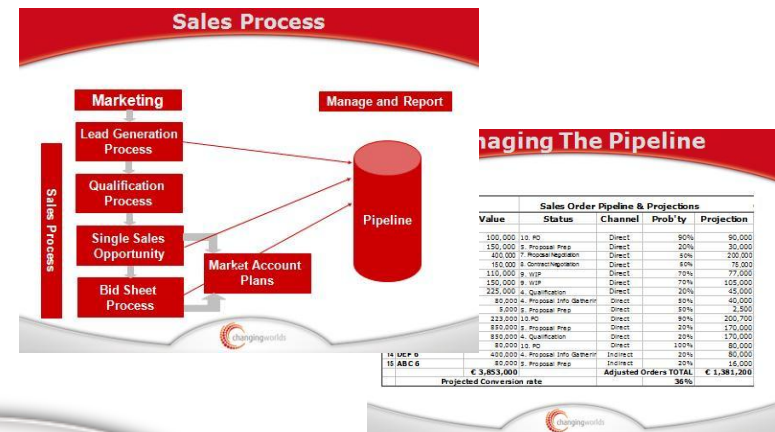 Sales Process
Marketing
Manage and Report
Lead Generation
Process
Qualification
Process
Single Sales
Opportunity
Bid Sheet
Process
Sales Process
Market Account
Plans
Pipeline
changingworlds
naging The Pipeline
Sales Order Pipeline & Projections
Value Status Channel Prob'ty Projection
100,000 10. PO Direct 90% 90,000
150,000 5. Proposal Prep Direct 20% 30,000
400,000 7. Proposal Negotiation Direct 50% 200,000
150,000 8. Contract Negotiation Direct 50% 75,000
110,000 9. WIP Direct 70% 77,000
150,000 9. WIP Direct 70% 105,000
225,000 4. Qualification Direct 20% 45,000
80,000 4. Proposal Info Gatherin Direct 50% 40,000
5,000 5. Proposal Prep Direct 50% 2,500
223,000 10.PO Direct 90% 200,700
850,000 5. Proposal Prep Direct 20% 170,000
850,000 4. Qualification Direct 20% 170,000
80,000 10. PO Direct 100% 80,000
14 DEF 6 400,000 4. Proposal Info Gatherin Indirect 20% 80,000
15 ABC 6 80,000 5. Proposal Prep Indirect 20% 16,000
€ 3,853,000 Adjusted Orders TOTAL € 1,381,200
Projected Conversion rate 36%
changingworlds